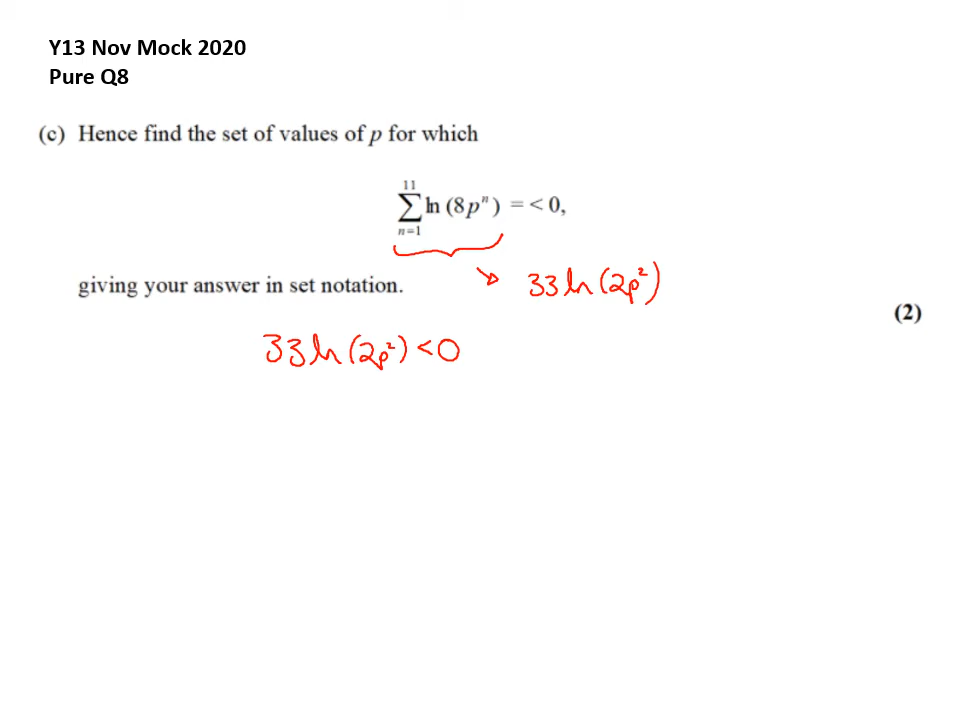 Y13 Nov Mock 2020
Pure Q8
(c) Hence find the set of values of p for which
11
∑ ln (8pⁿ) = < 0,
n=1
giving your answer in set notation.
33 ln (2p²)
(2)
33 ln (2p²) < 0